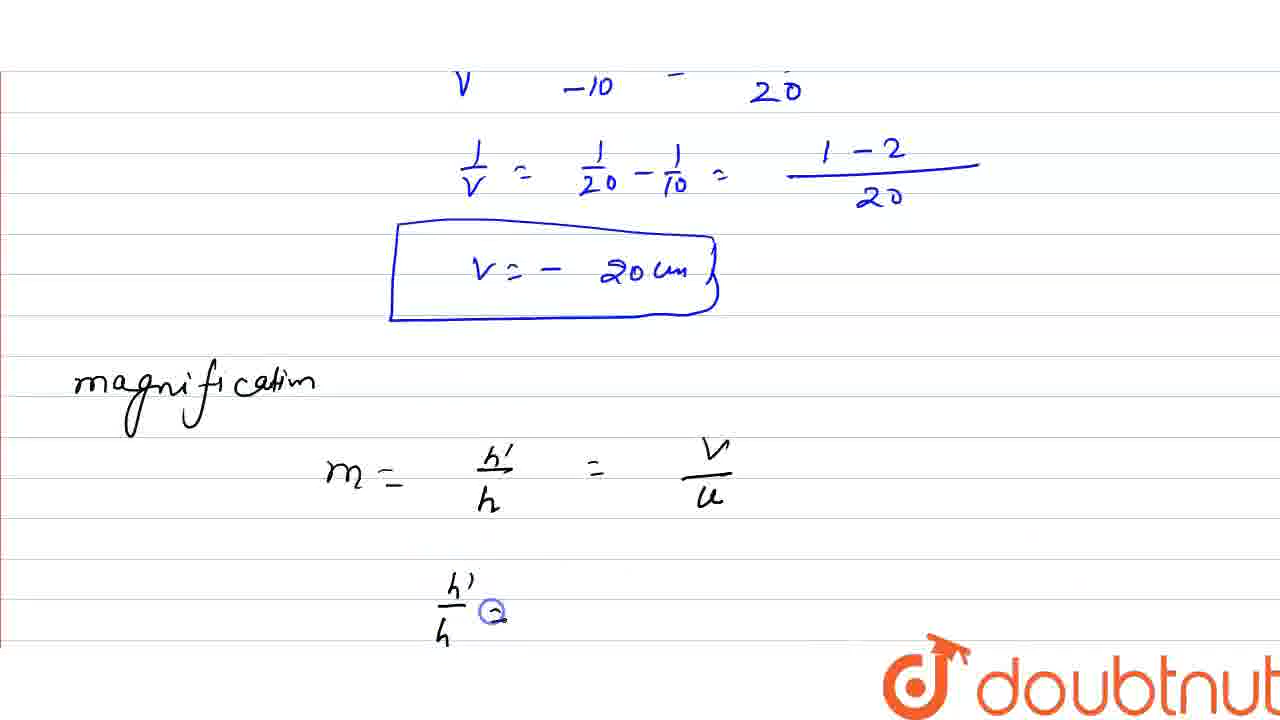 V -10 - 20
1/V = 1/20 - 1/10 = 1 - 2/20
V = - 20 cm
magnification
m = h'/h = V/u
h'/h =
doubtnut